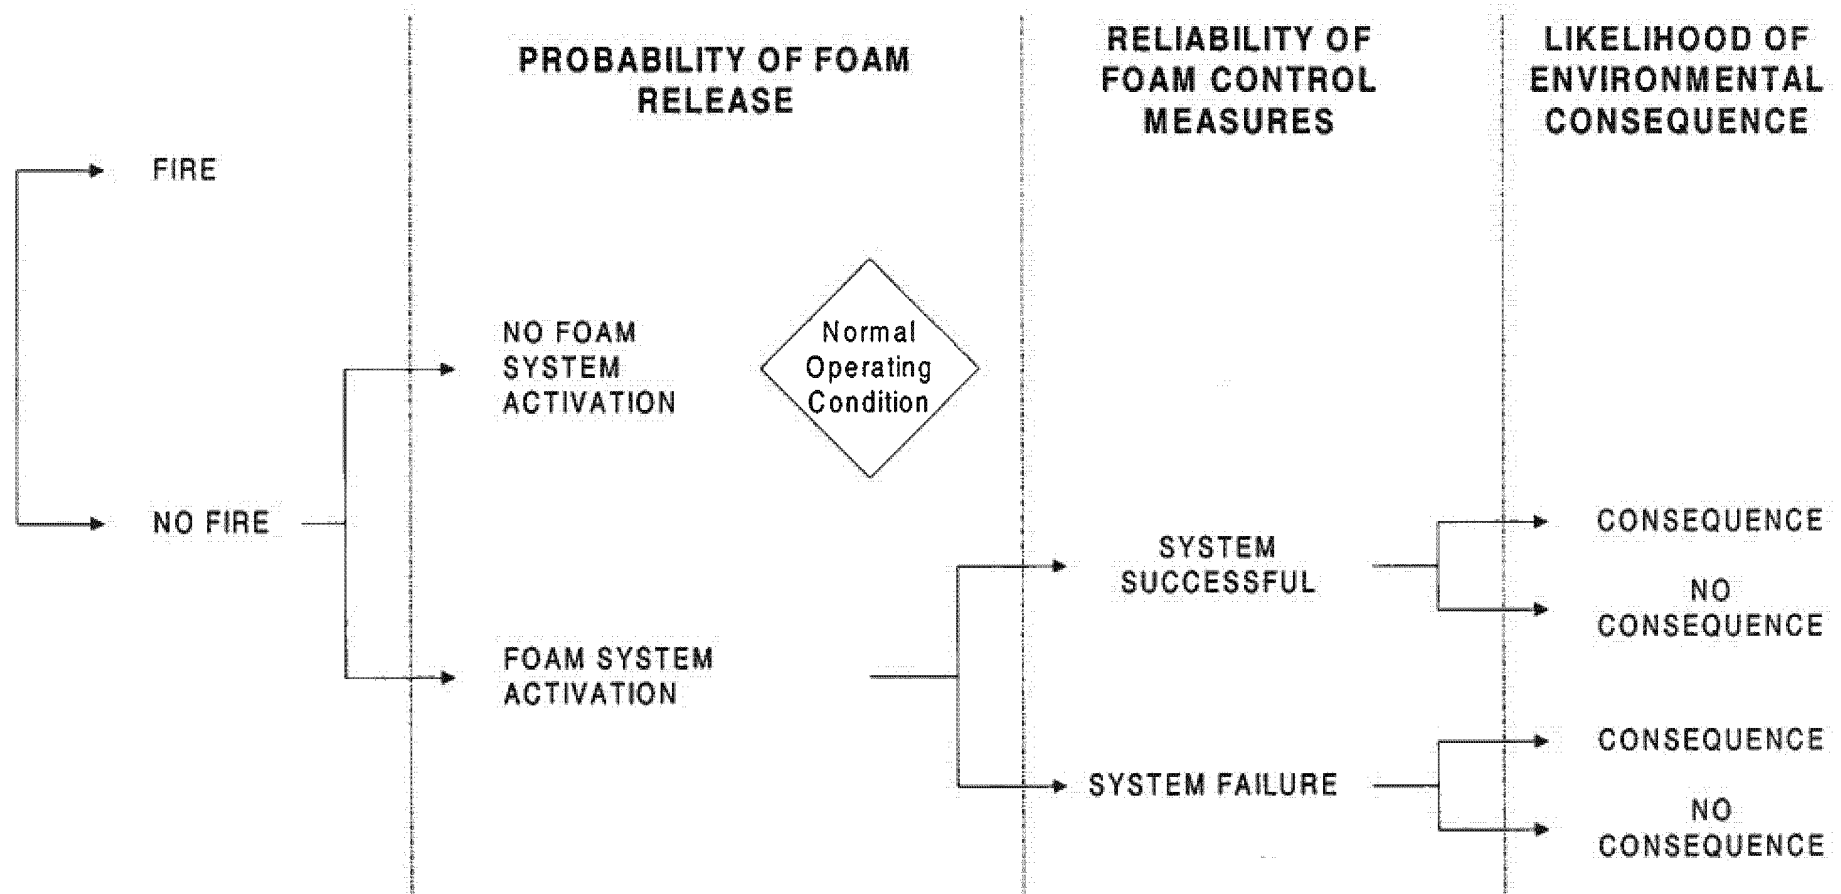 PROBABILITY OF FOAM
RELEASE
RELIABILITY OF
FOAM CONTROL
MEASURES
LIKELIHOOD OF
ENVIRONMENTAL
CONSEQUENCE
FIRE
NO FOAM
SYSTEM
ACTIVATION
Normal
Operating
Condition
NO FIRE
SYSTEM
SUCCESSFUL
CONSEQUENCE
NO
CONSEQUENCE
FOAM SYSTEM
ACTIVATION
SYSTEM FAILURE
CONSEQUENCE
NO
CONSEQUENCE